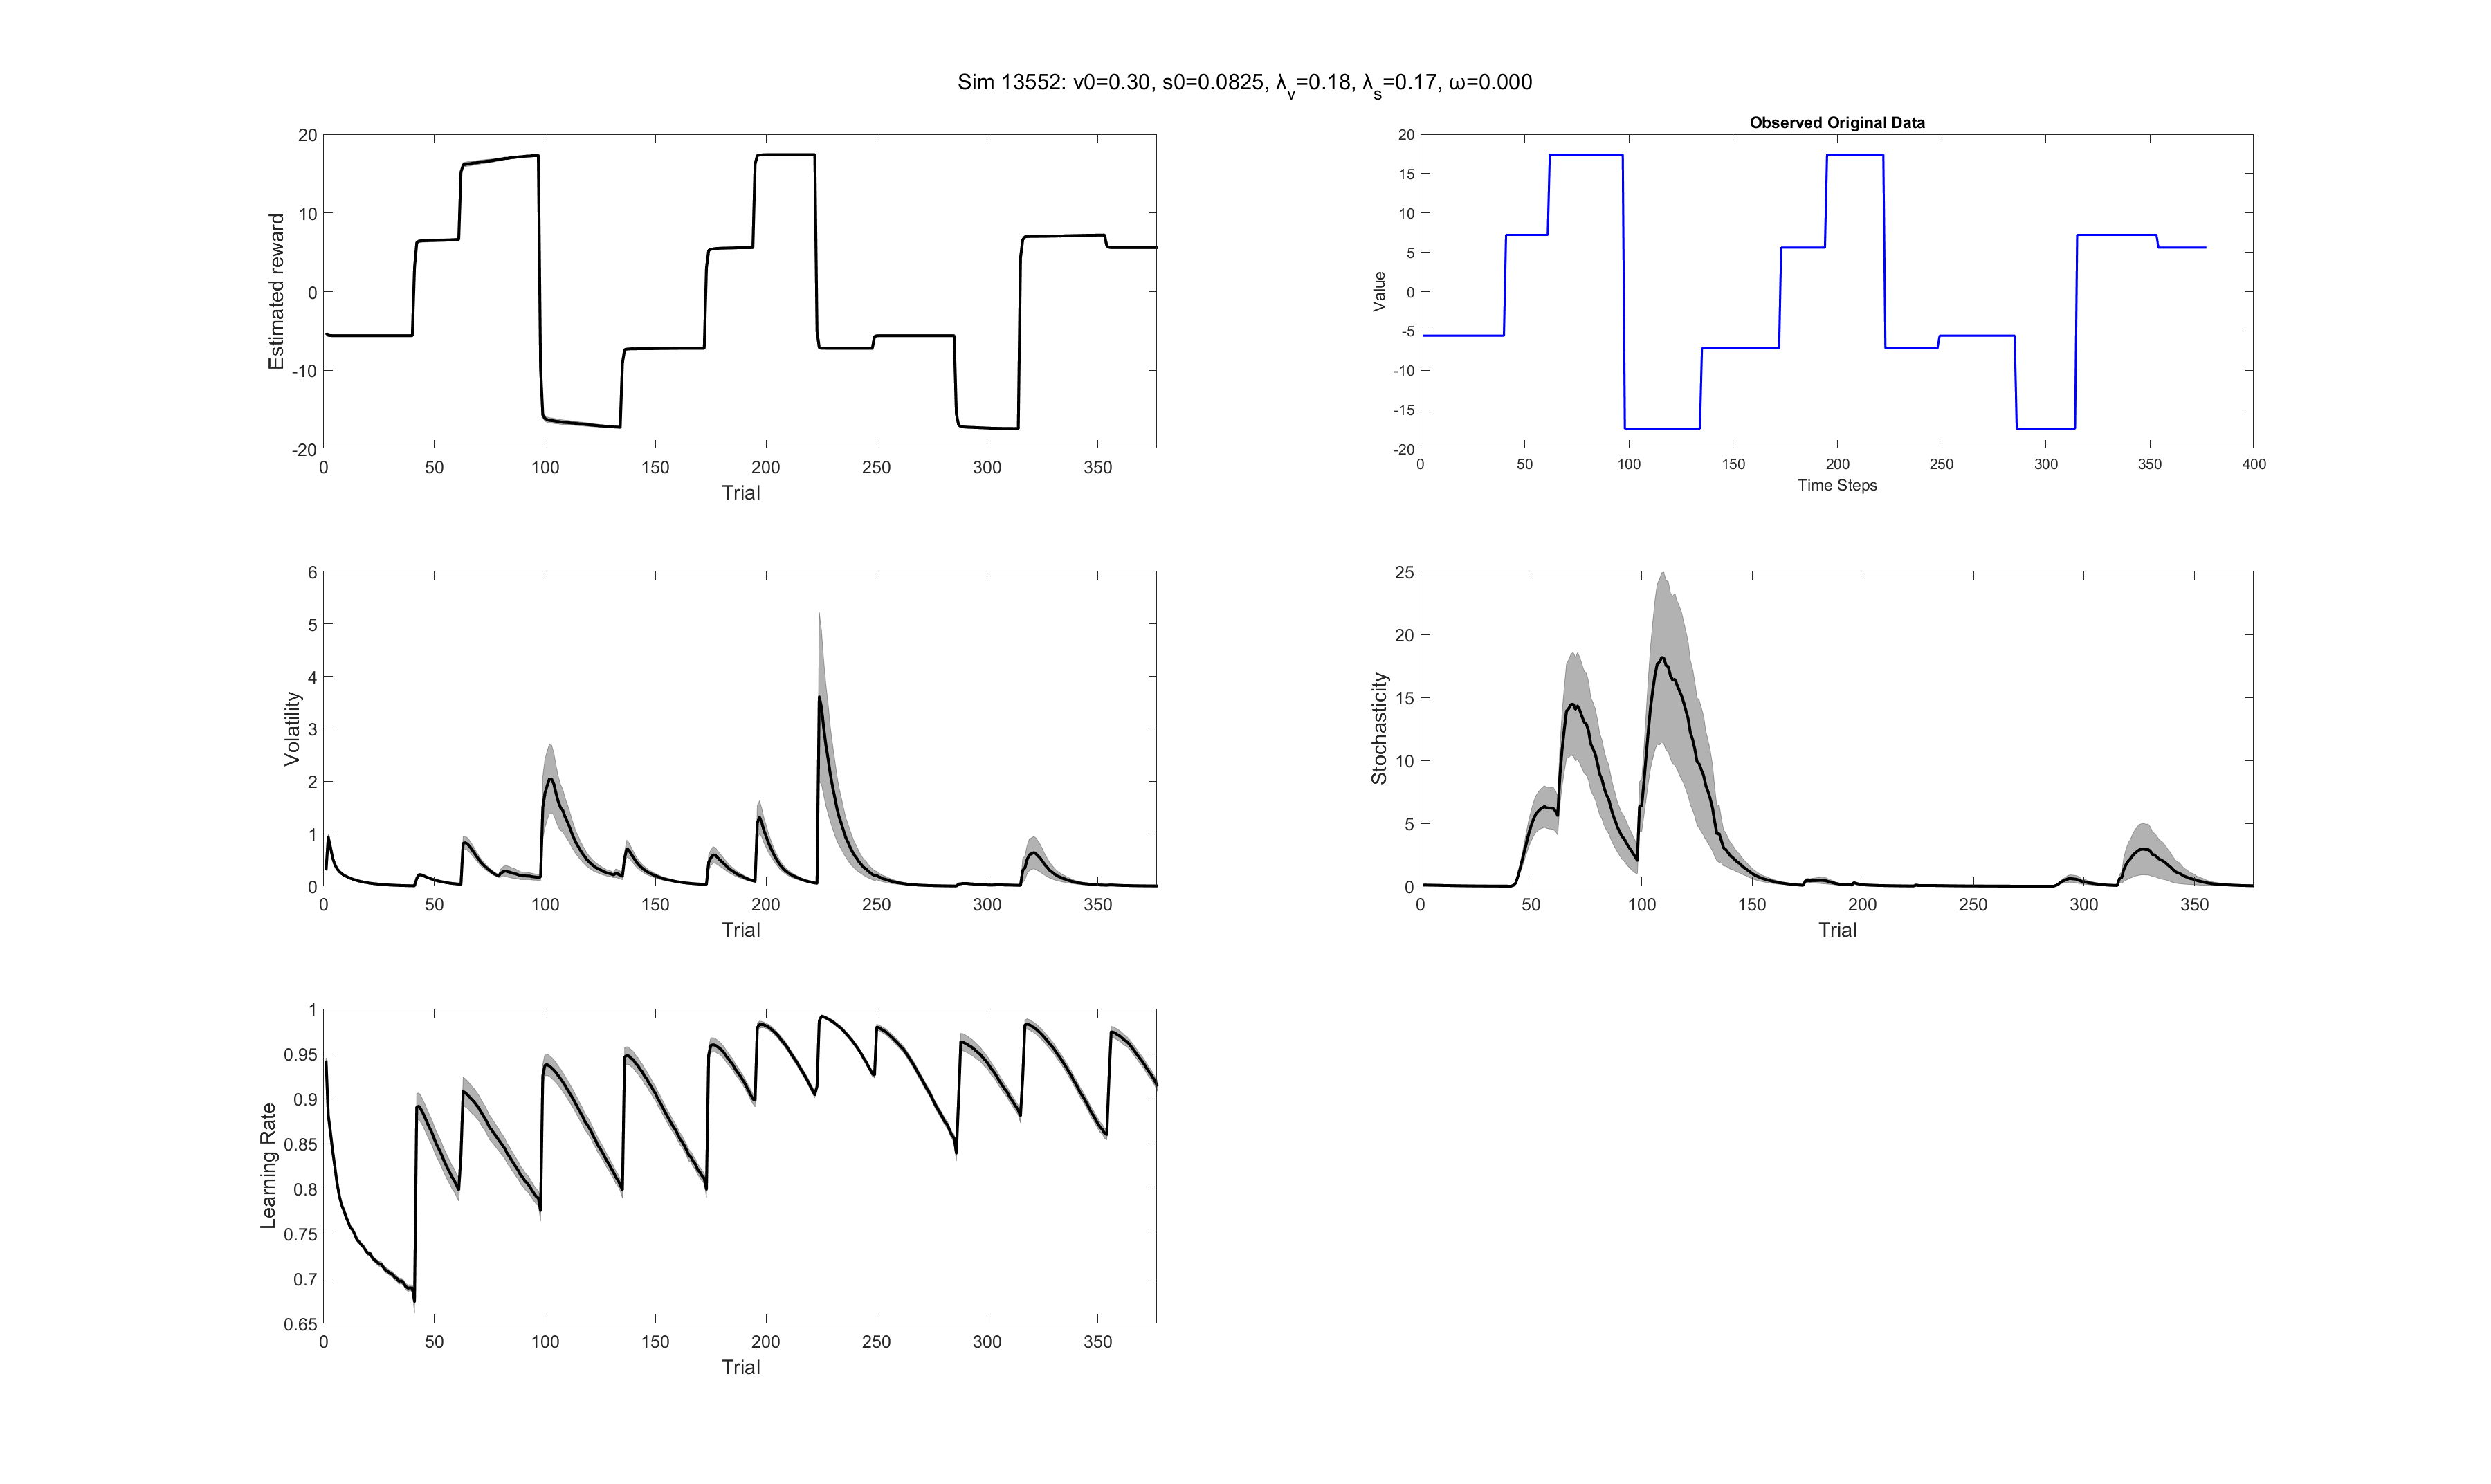 Sim 13552: v0=0.30, s0=0.0825, λv=0.18, λs=0.17, ω=0.000
Estimated reward
20
10
0
-10
-20
0 50 100 150 200 250 300 350
Trial
Observed Original Data
Value
20
15
10
5
0
-5
-10
-15
-20
0 50 100 150 200 250 300 350 400
Time Steps
Volatility
6
5
4
3
2
1
0
0 50 100 150 200 250 300 350
Trial
Stochasticity
25
20
15
10
5
0
0 50 100 150 200 250 300 350
Trial
Learning Rate
1
0.95
0.9
0.85
0.8
0.75
0.7
0.65
0 50 100 150 200 250 300 350
Trial